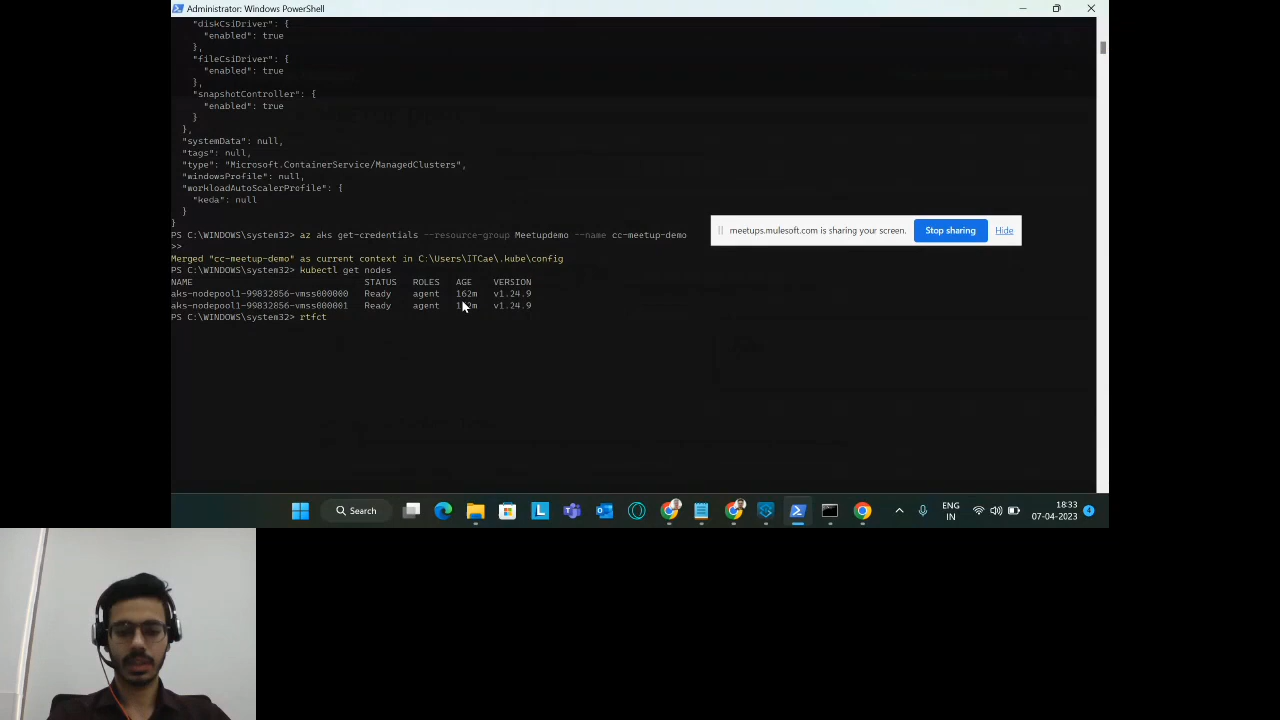 Administrator: Windows PowerShell
"diskCsiDriver": {
"enabled": true
},
"fileCsiDriver": {
"enabled": true
},
"snapshotController": {
"enabled": true
}
},
"systemData": null,
"tags": null,
"type": "Microsoft.ContainerService/ManagedClusters",
"windowsProfile": null,
"workloadAutoScalerProfile": {
"keda": null
}
}
PS C:\WINDOWS\system32> az aks get-credentials --resource-group Meetupdemo --name cc-meetup-demo
>>
Merged "cc-meetup-demo" as current context in C:\Users\ITCae\.kube\config
PS C:\WINDOWS\system32> kubectl get nodes
NAME STATUS ROLES AGE VERSION
aks-nodepool1-99832856-vmss000000 Ready agent 162m v1.24.9
aks-nodepool1-99832856-vmss000001 Ready agent v1.24.9
PS C:\WINDOWS\system32> rtfct
meetups.mulesoft.com is sharing your screen. Stop sharing Hide
Search
L
ENG
IN
18:33
07-04-2023
4